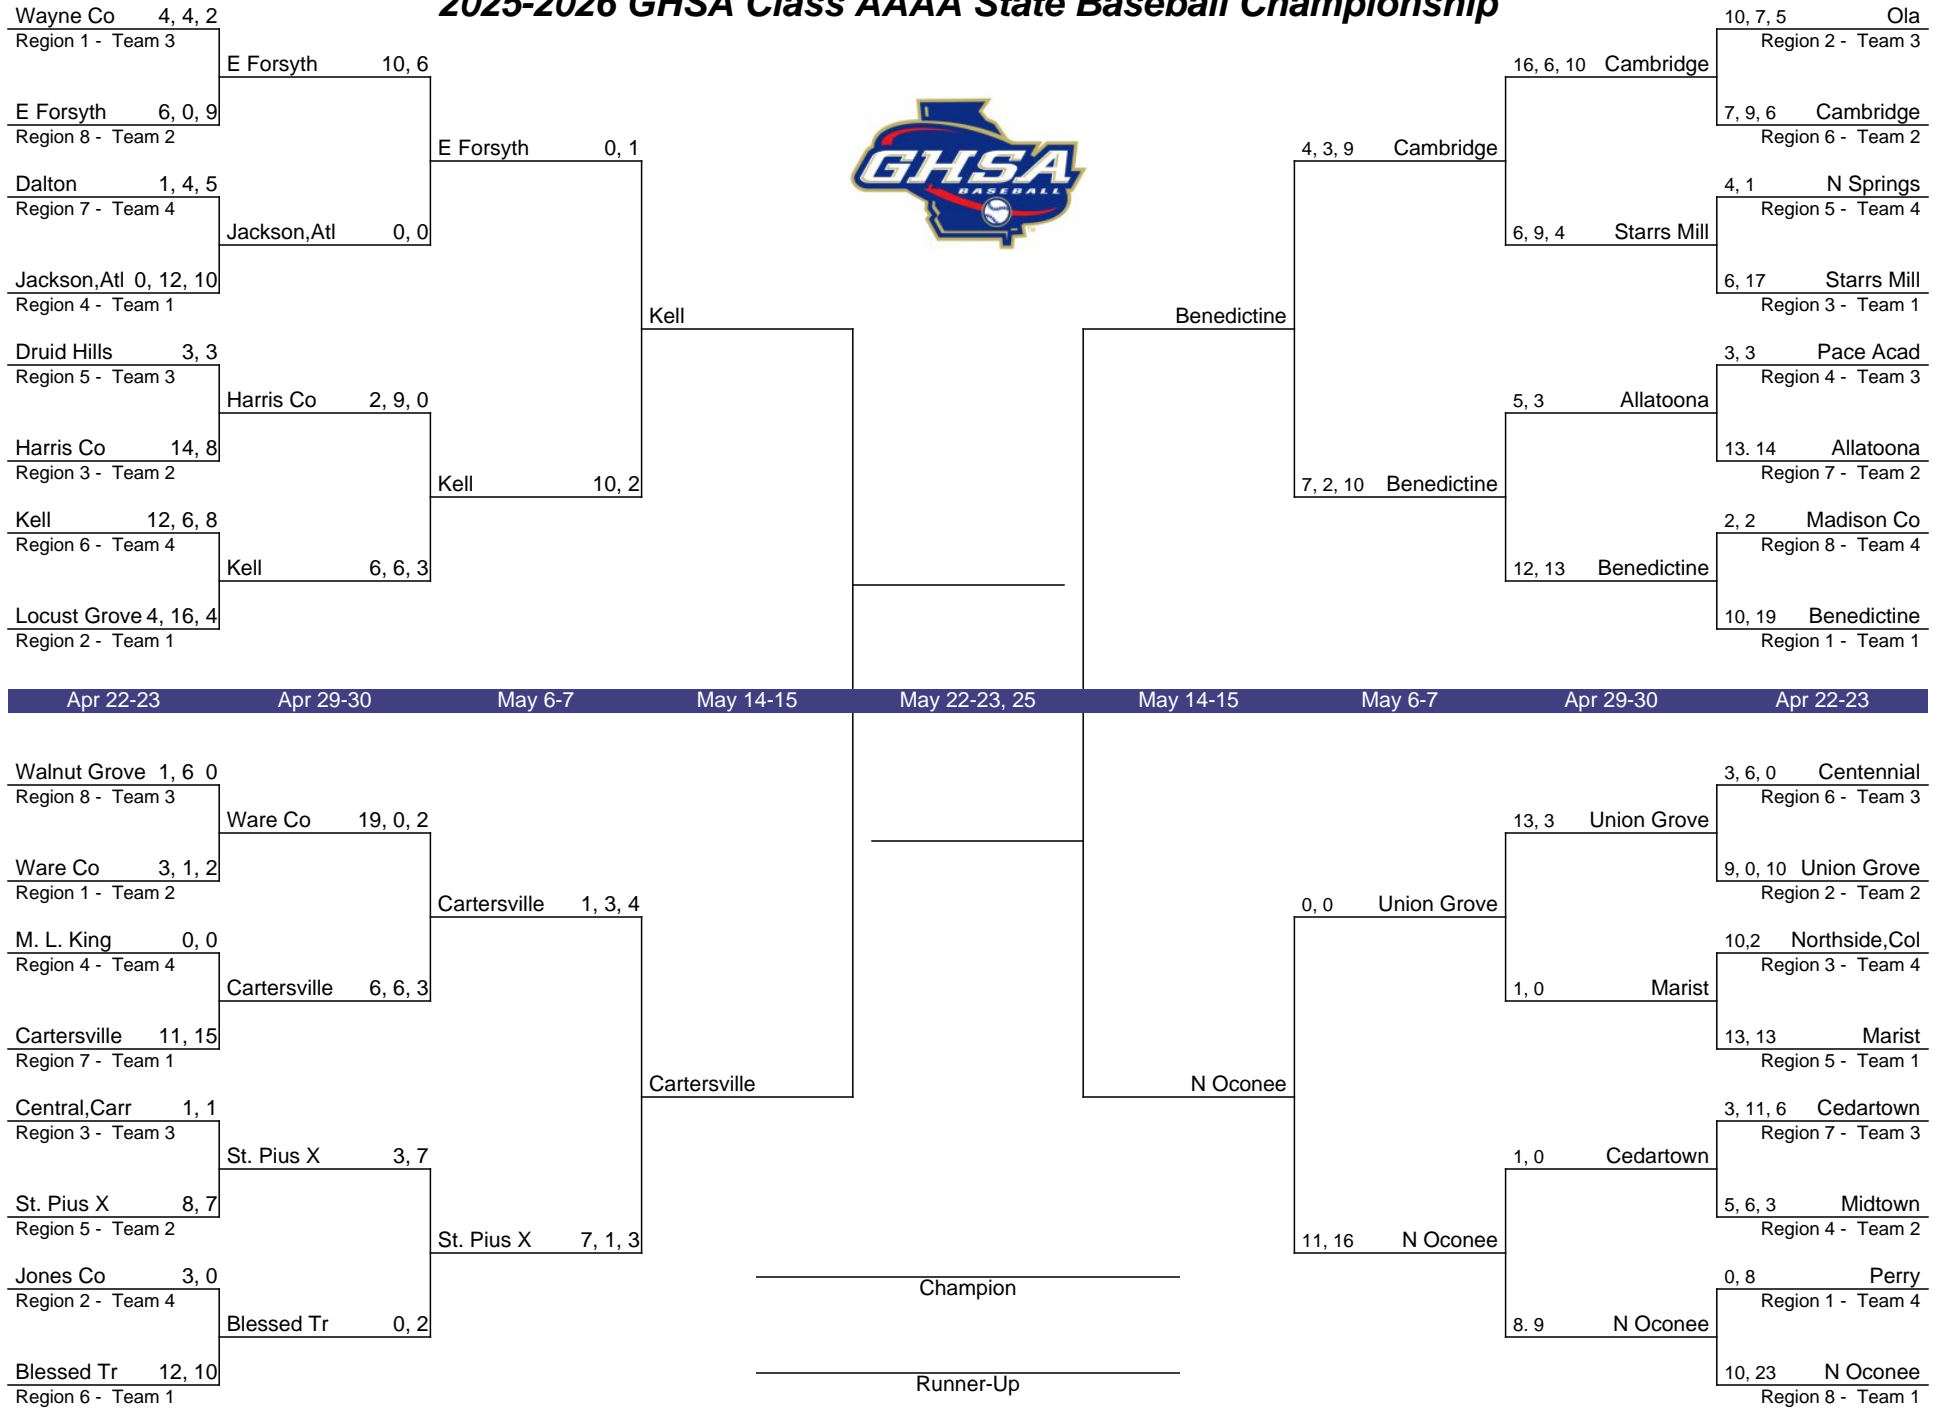 2025-2026 GHSA Class AAAA State Baseball Championship
Wayne Co 4, 4, 2
Region 1 - Team 3
E Forsyth 10, 6
E Forsyth 6, 0, 9
Region 8 - Team 2
E Forsyth 0, 1
Dalton 1, 4, 5
Region 7 - Team 4
Jackson,Atl 0, 0
Jackson,Atl 0, 12, 10
Region 4 - Team 1
Kell
Druid Hills 3, 3
Region 5 - Team 3
Harris Co 2, 9, 0
Harris Co 14, 8
Region 3 - Team 2
Kell 10, 2
Kell 12, 6, 8
Region 6 - Team 4
Kell 6, 6, 3
Locust Grove 4, 16, 4
Region 2 - Team 1
GHSA
BASEBALL
10, 7, 5 Ola
Region 2 - Team 3
16, 6, 10 Cambridge
7, 9, 6 Cambridge
Region 6 - Team 2
4, 3, 9 Cambridge
4, 1 N Springs
Region 5 - Team 4
6, 9, 4 Starrs Mill
6, 17 Starrs Mill
Region 3 - Team 1
Benedictine
3, 3 Pace Acad
Region 4 - Team 3
5, 3 Allatoona
13. 14 Allatoona
Region 7 - Team 2
7, 2, 10 Benedictine
2, 2 Madison Co
Region 8 - Team 4
12, 13 Benedictine
10, 19 Benedictine
Region 1 - Team 1
Apr 22-23 Apr 29-30 May 6-7 May 14-15 May 22-23, 25 May 14-15 May 6-7 Apr 29-30 Apr 22-23
Walnut Grove 1, 6 0
Region 8 - Team 3
Ware Co 19, 0, 2
Ware Co 3, 1, 2
Region 1 - Team 2
Cartersville 1, 3, 4
M. L. King 0, 0
Region 4 - Team 4
Cartersville 6, 6, 3
Cartersville 11, 15
Region 7 - Team 1
Cartersville
Central,Carr 1, 1
Region 3 - Team 3
St. Pius X 3, 7
St. Pius X 8, 7
Region 5 - Team 2
St. Pius X 7, 1, 3
Jones Co 3, 0
Region 2 - Team 4
Blessed Tr 0, 2
Blessed Tr 12, 10
Region 6 - Team 1
3, 6, 0 Centennial
Region 6 - Team 3
13, 3 Union Grove
9, 0, 10 Union Grove
Region 2 - Team 2
0, 0 Union Grove
10,2 Northside,Col
Region 3 - Team 4
1, 0 Marist
13, 13 Marist
Region 5 - Team 1
N Oconee
3, 11, 6 Cedartown
Region 7 - Team 3
1, 0 Cedartown
5, 6, 3 Midtown
Region 4 - Team 2
11, 16 N Oconee
0, 8 Perry
Region 1 - Team 4
8. 9 N Oconee
10, 23 N Oconee
Region 8 - Team 1
Champion
Runner-Up